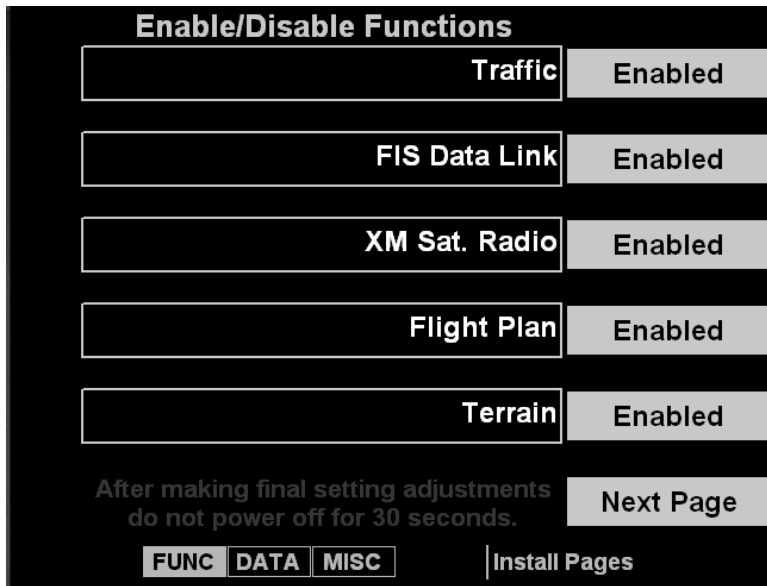 Enable/Disable Functions
Traffic Enabled
FIS Data Link Enabled
XM Sat. Radio Enabled
Flight Plan Enabled
Terrain Enabled
After making final setting adjustments
do not power off for 30 seconds.
Next Page
FUNC DATA MISC Install Pages